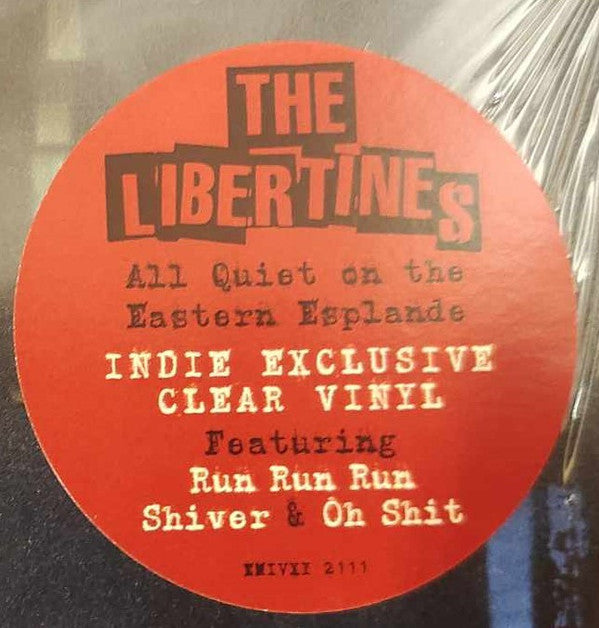 THE
LIBERTINES
All Quiet on the
Eastern Esplande
INDIE EXCLUSIVE
CLEAR VINYL
Featuring
Run Run Run
Shiver & Oh Shit
2111